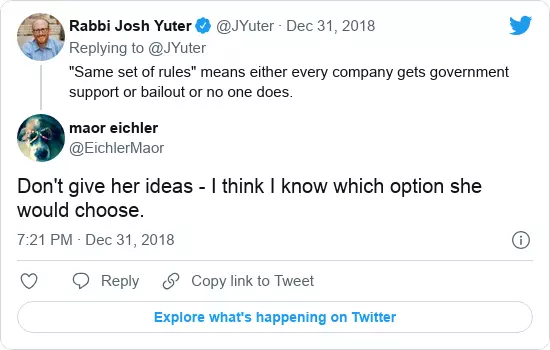 Rabbi Josh Yuter @JYuter · Dec 31, 2018
Replying to @JYuter
"Same set of rules" means either every company gets government
support or bailout or no one does.
maor eichler
@EichlerMaor
Don't give her ideas - I think I know which option she
would choose.
7:21 PM · Dec 31, 2018
Reply
Copy link to Tweet
Explore what's happening on Twitter